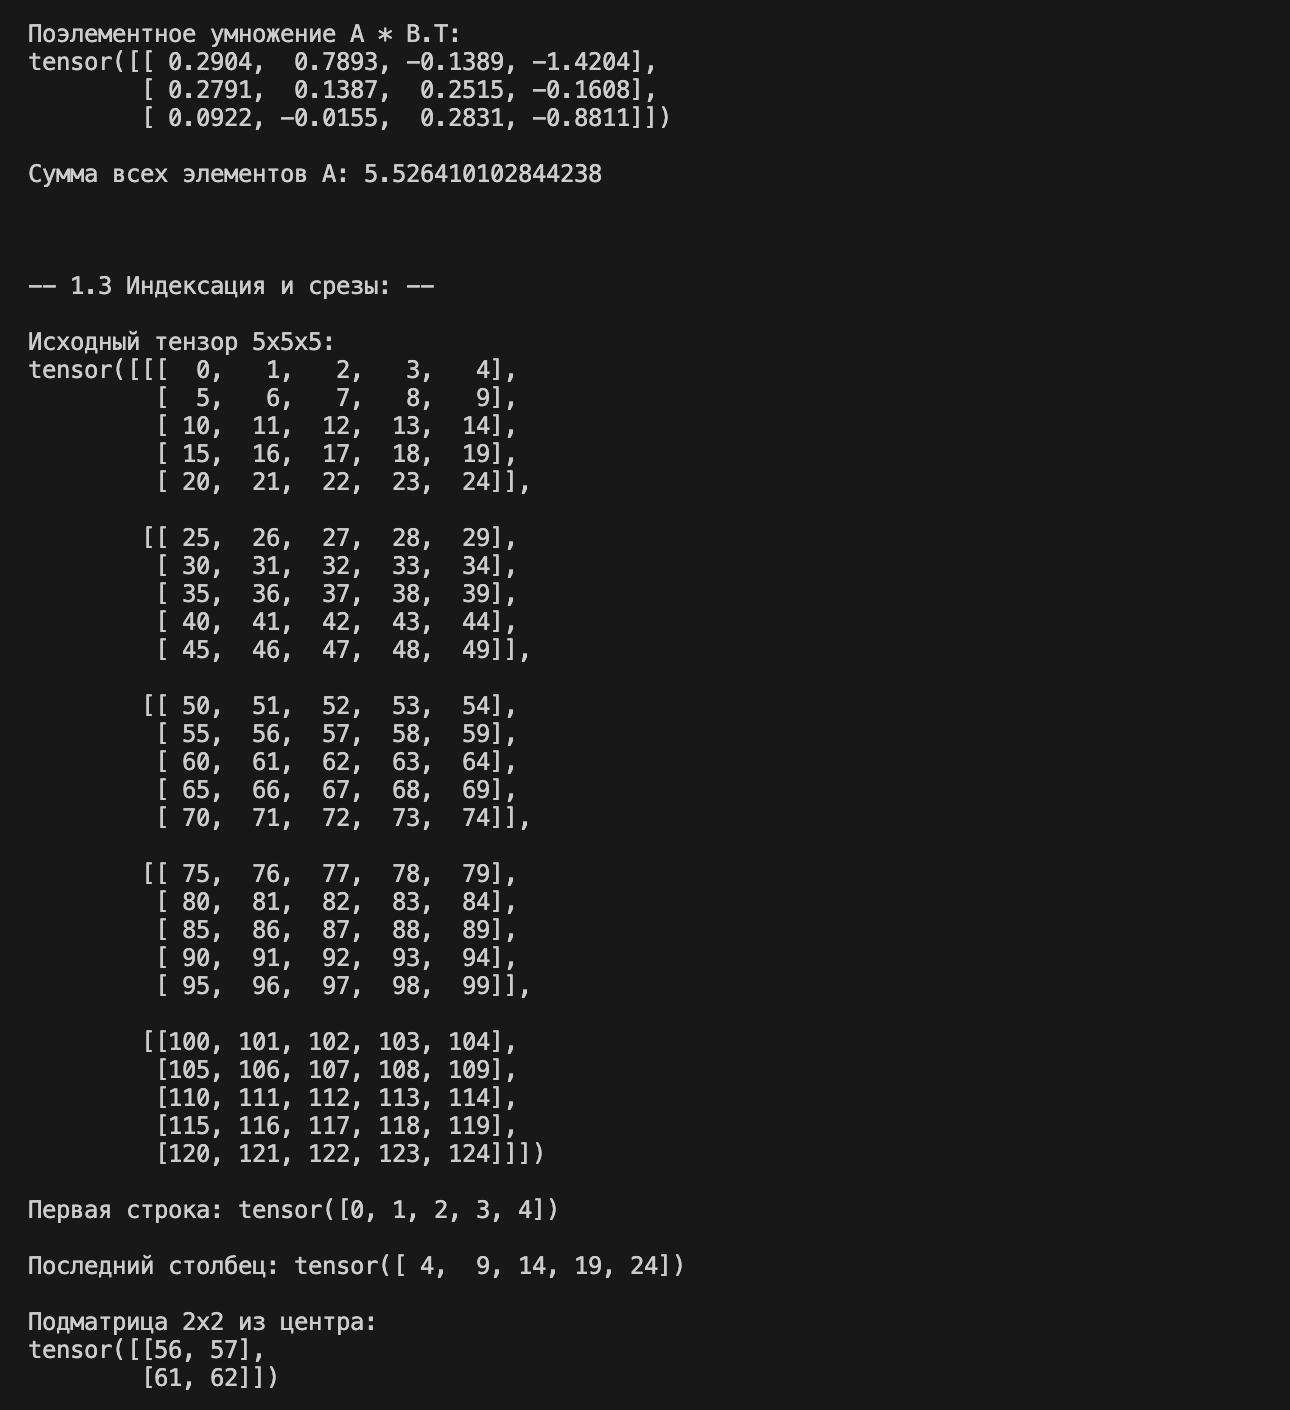 Поэлементное умножение A * B.T:
tensor([[ 0.2904,  0.7893, -0.1389, -1.4204],
        [ 0.2791,  0.1387,  0.2515, -0.1608],
        [ 0.0922, -0.0155,  0.2831, -0.8811]])
Сумма всех элементов A: 5.526410102844238
-- 1.3 Индексация и срезы: --
Исходный тензор 5x5x5:
tensor([[[  0,   1,   2,   3,   4],
         [  5,   6,   7,   8,   9],
         [ 10,  11,  12,  13,  14],
         [ 15,  16,  17,  18,  19],
         [ 20,  21,  22,  23,  24]],
        [[ 25,  26,  27,  28,  29],
         [ 30,  31,  32,  33,  34],
         [ 35,  36,  37,  38,  39],
         [ 40,  41,  42,  43,  44],
         [ 45,  46,  47,  48,  49]],
        [[ 50,  51,  52,  53,  54],
         [ 55,  56,  57,  58,  59],
         [ 60,  61,  62,  63,  64],
         [ 65,  66,  67,  68,  69],
         [ 70,  71,  72,  73,  74]],
        [[ 75,  76,  77,  78,  79],
         [ 80,  81,  82,  83,  84],
         [ 85,  86,  87,  88,  89],
         [ 90,  91,  92,  93,  94],
         [ 95,  96,  97,  98,  99]],
        [[100, 101, 102, 103, 104],
         [105, 106, 107, 108, 109],
         [110, 111, 112, 113, 114],
         [115, 116, 117, 118, 119],
         [120, 121, 122, 123, 124]]])
Первая строка: tensor([0, 1, 2, 3, 4])
Последний столбец: tensor([ 4,  9, 14, 19, 24])
Подматрица 2x2 из центра:
tensor([[56, 57],
        [61, 62]])